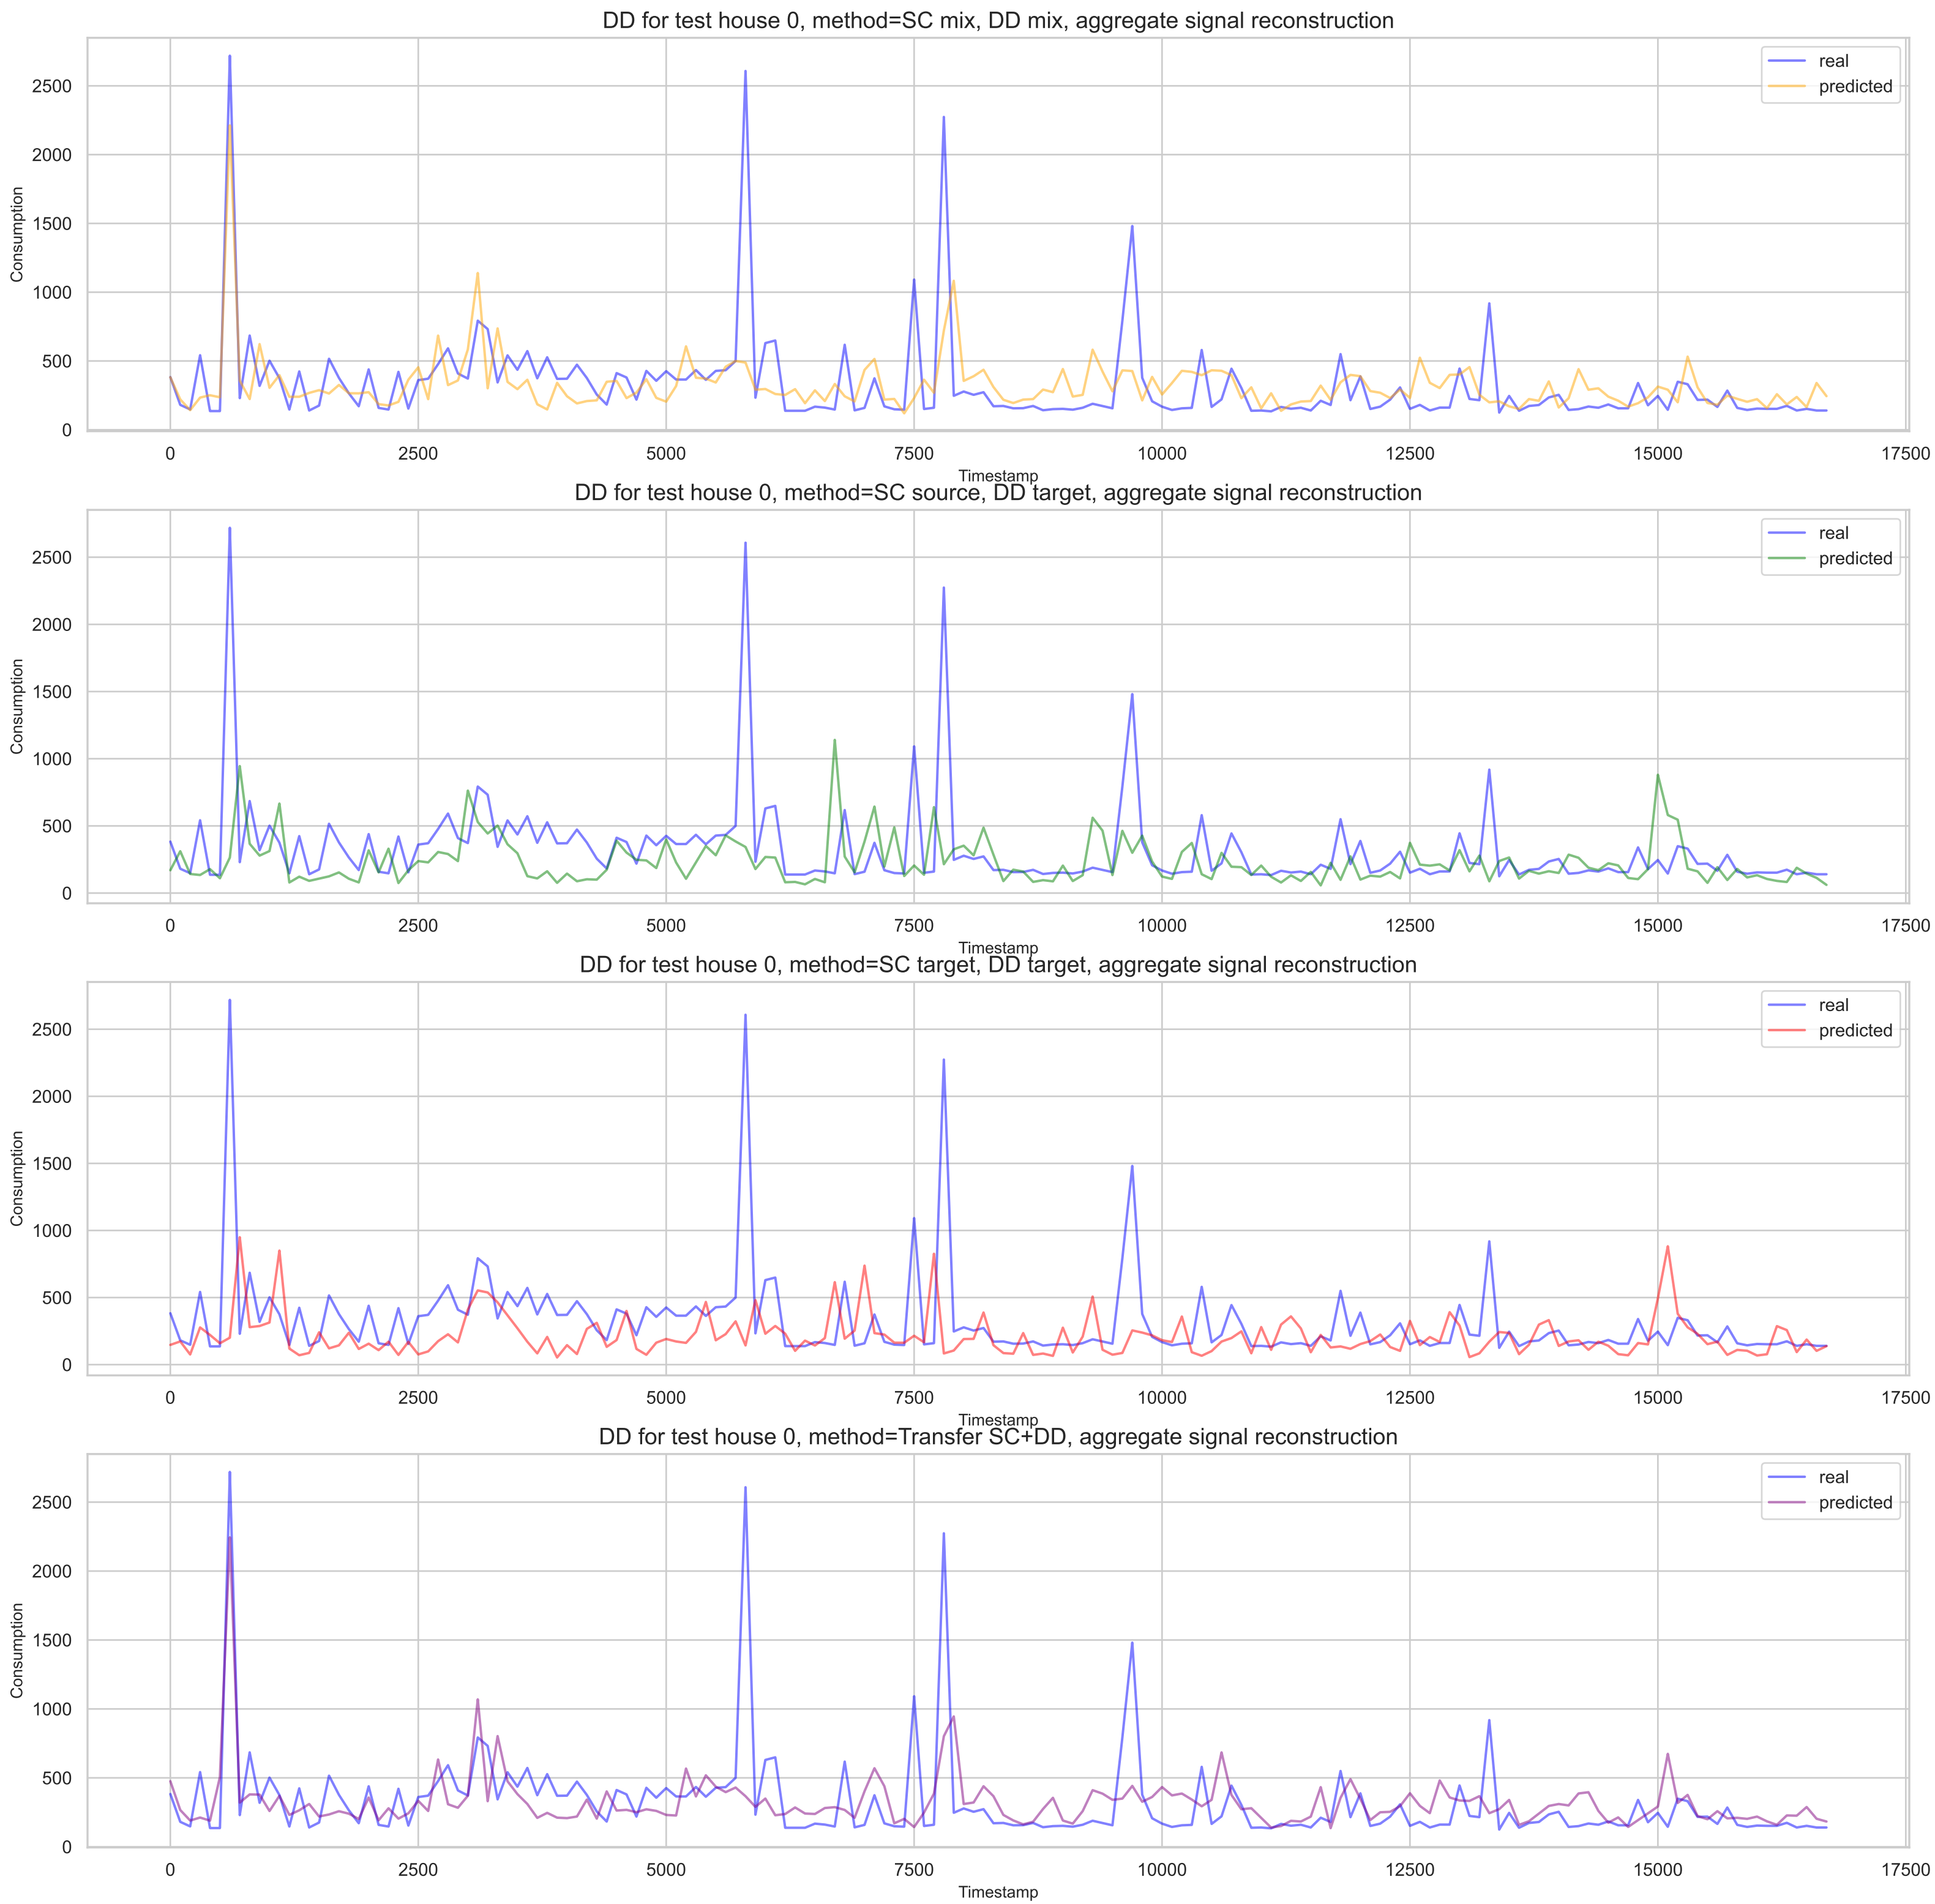 DD for test house 0, method=SC mix, DD mix, aggregate signal reconstruction
real
predicted
2500
2000
1500
1000
500
0
Consumption
0 2500 5000 7500 10000 12500 15000 17500
Timestamp
DD for test house 0, method=SC source, DD target, aggregate signal reconstruction
real
predicted
2500
2000
1500
1000
500
0
Consumption
0 2500 5000 7500 10000 12500 15000 17500
Timestamp
DD for test house 0, method=SC target, DD target, aggregate signal reconstruction
real
predicted
2500
2000
1500
1000
500
0
Consumption
0 2500 5000 7500 10000 12500 15000 17500
Timestamp
DD for test house 0, method=Transfer SC+DD, aggregate signal reconstruction
real
predicted
2500
2000
1500
1000
500
0
Consumption
0 2500 5000 7500 10000 12500 15000 17500
Timestamp